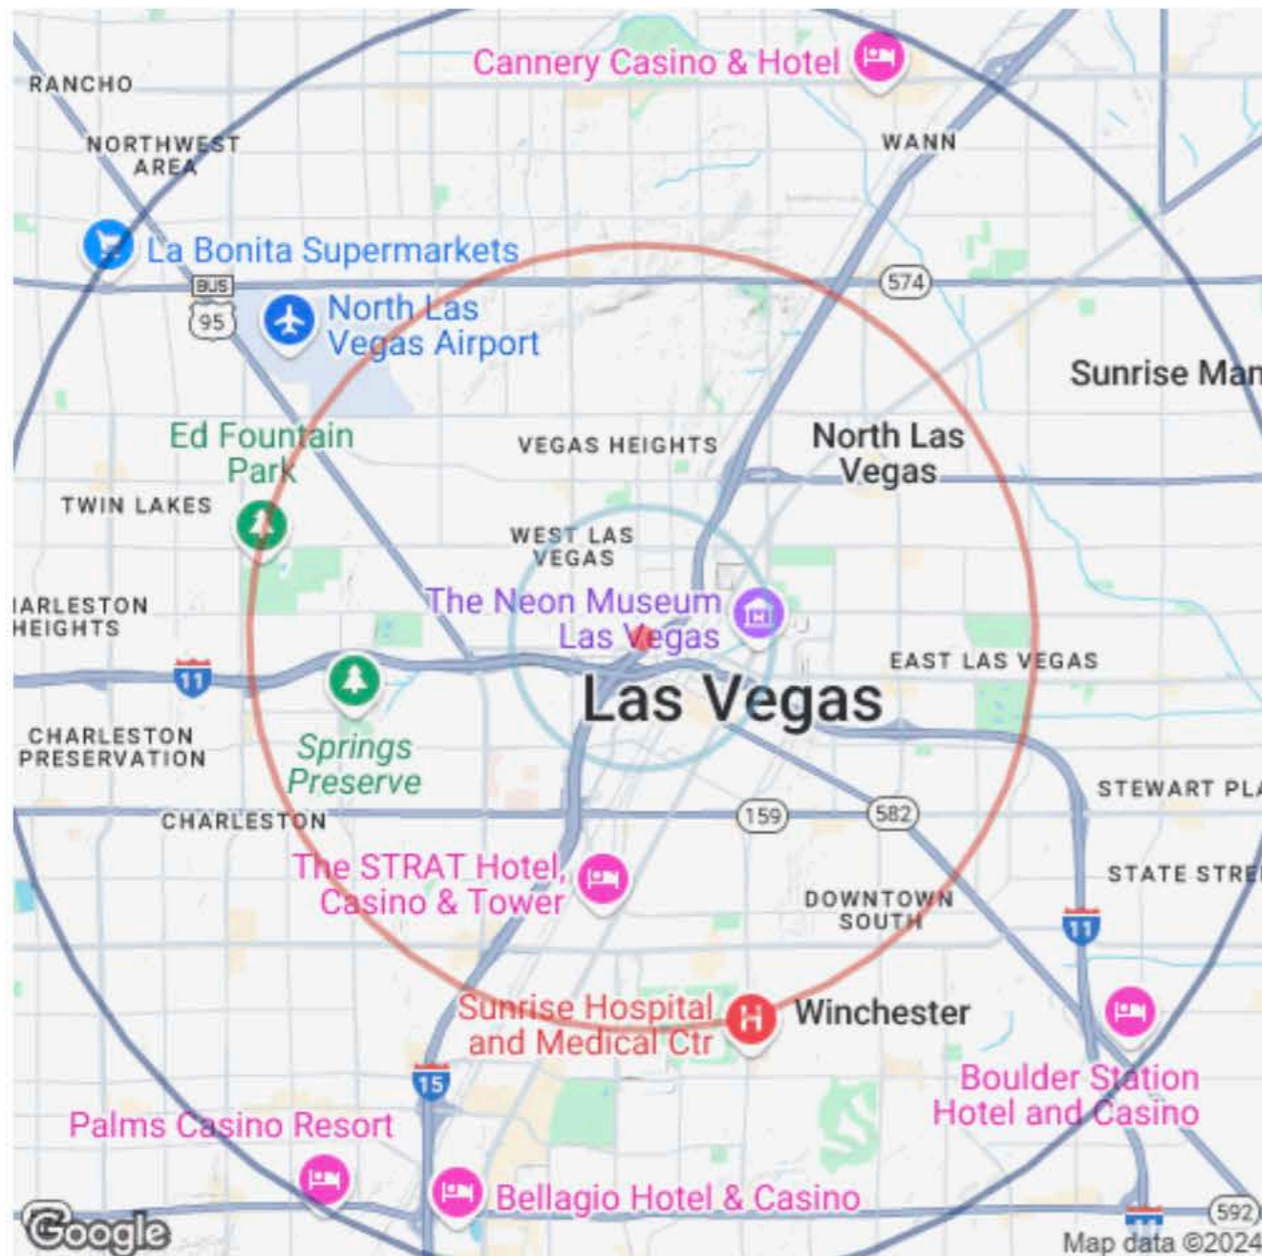 Cannery Casino & Hotel
RANCHO
NORTHWEST
AREA
WANN
La Bonita Supermarkets
BUS
95
574
North Las
Vegas Airport
Sunrise Man
Ed Fountain
Park
VEGAS HEIGHTS
North Las
Vegas
TWIN LAKES
WEST LAS
VEGAS
The Neon Museum
Las Vegas
HARLESTON
HEIGHTS
EAST LAS VEGAS
11
Las Vegas
CHARLESTON
PRESERVATION
Springs
Preserve
STEWART PLA
CHARLESTON
159
582
The STRAT Hotel,
Casino & Tower
STATE STRE
DOWNTOWN
SOUTH
11
Sunrise Hospital
and Medical Ctr
H
Winchester
15
Boulder Station
Hotel and Casino
Palms Casino Resort
Bellagio Hotel & Casino
592
Google
Map data ©2024